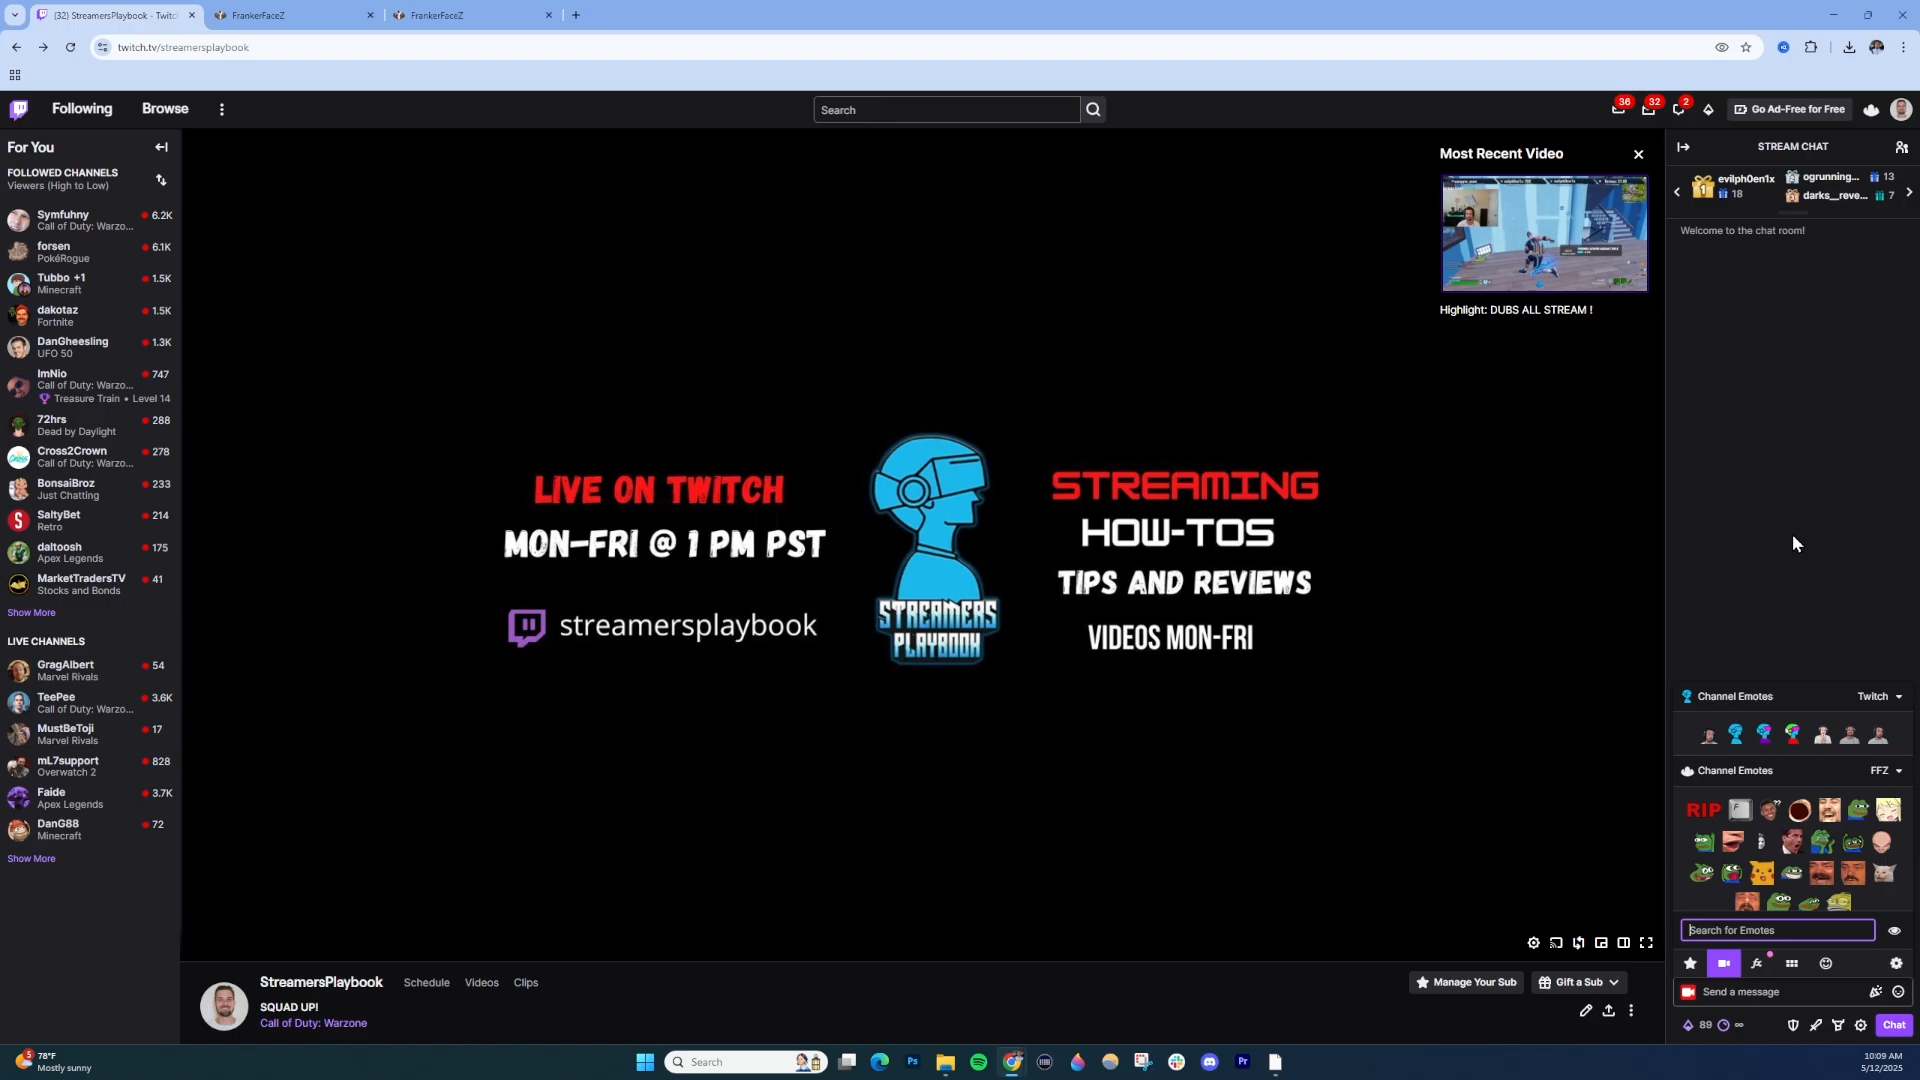 (32) StreamersPlaybook - Twitch
FrankerFaceZ
FrankerFaceZ
twitch.tv/streamersplaybook
Following
Browse
Search
36
32
2
Go Ad-Free for Free
For You
FOLLOWED CHANNELS
Viewers (High to Low)
Symfuhny
6.2K
Call of Duty: Warzo...
forsen
6.1K
PokéRogue
Tubbo +1
1.5K
Minecraft
dakotaz
1.5K
Fortnite
DanGheesling
1.3K
UFO 50
ImNio
747
Call of Duty: Warzo...
Treasure Train • Level 14
72hrs
288
Dead by Daylight
Cross2Crown
278
Call of Duty: Warzo...
BonsaiBroz
233
Just Chatting
SaltyBet
214
Retro
daltoosh
175
Apex Legends
MarketTradersTV
41
Stocks and Bonds
Show More
LIVE CHANNELS
GragAlbert
54
Marvel Rivals
TeePee
3.6K
Call of Duty: Warzo...
MustBeToji
17
Marvel Rivals
mL7support
828
Overwatch 2
Faide
3.7K
Apex Legends
DanG88
72
Minecraft
Show More
Most Recent Video
Highlight: DUBS ALL STREAM !
LIVE ON TWITCH
MON-FRI @ 1 PM PST
streamersplaybook
STREAMERS
PLAYBOOK
STREAMING
HOW-TOS
TIPS AND REVIEWS
VIDEOS MON-FRI
StreamersPlaybook
Schedule
Videos
Clips
SQUAD UP!
Call of Duty: Warzone
Manage Your Sub
Gift a Sub
STREAM CHAT
1
evilph0en1x
18
ogrunning...
13
darks__reve...
7
Welcome to the chat room!
Channel Emotes
Twitch
Channel Emotes
FFZ
RIP
F
Search for Emotes
Send a message
89
∞
Chat
5
78°F
Mostly sunny
Search
Ps
Pr
10:09 AM
5/12/2025